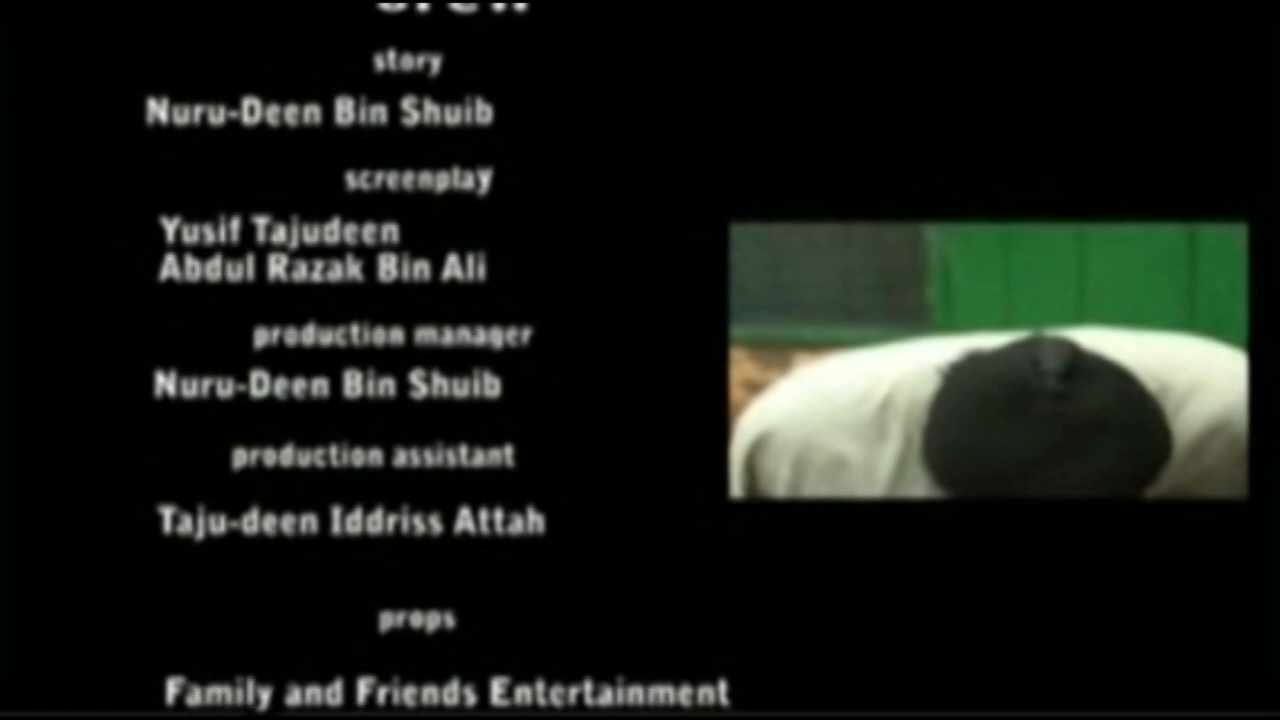 crew
story
Nuru-Deen Bin Shuib
screenplay
Yusif Tajudeen
Abdul Razak Bin Ali
production manager
Nuru-Deen Bin Shuib
production assistant
Taju-deen Iddriss Attah
props
Family and Friends Entertainment